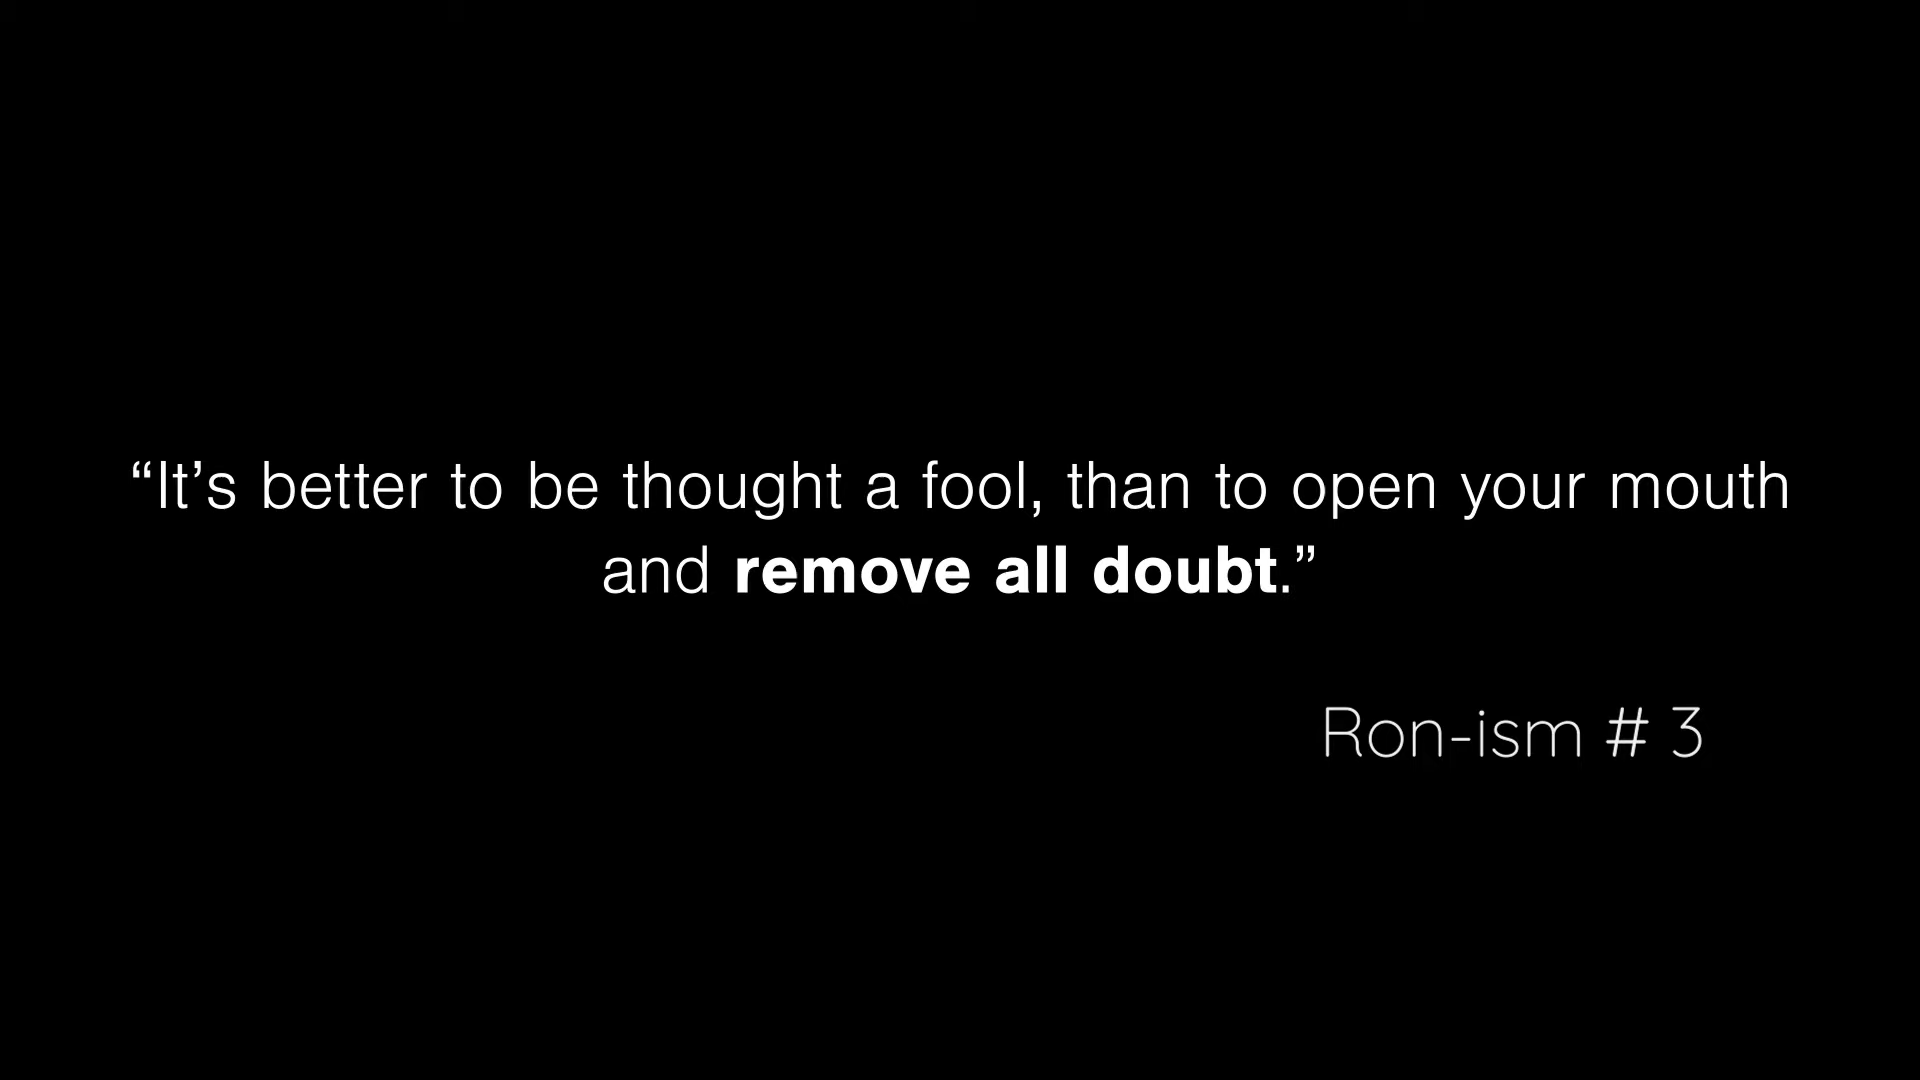 “It’s better to be thought a fool, than to open your mouth
and remove all doubt.”
Ron-ism # 3